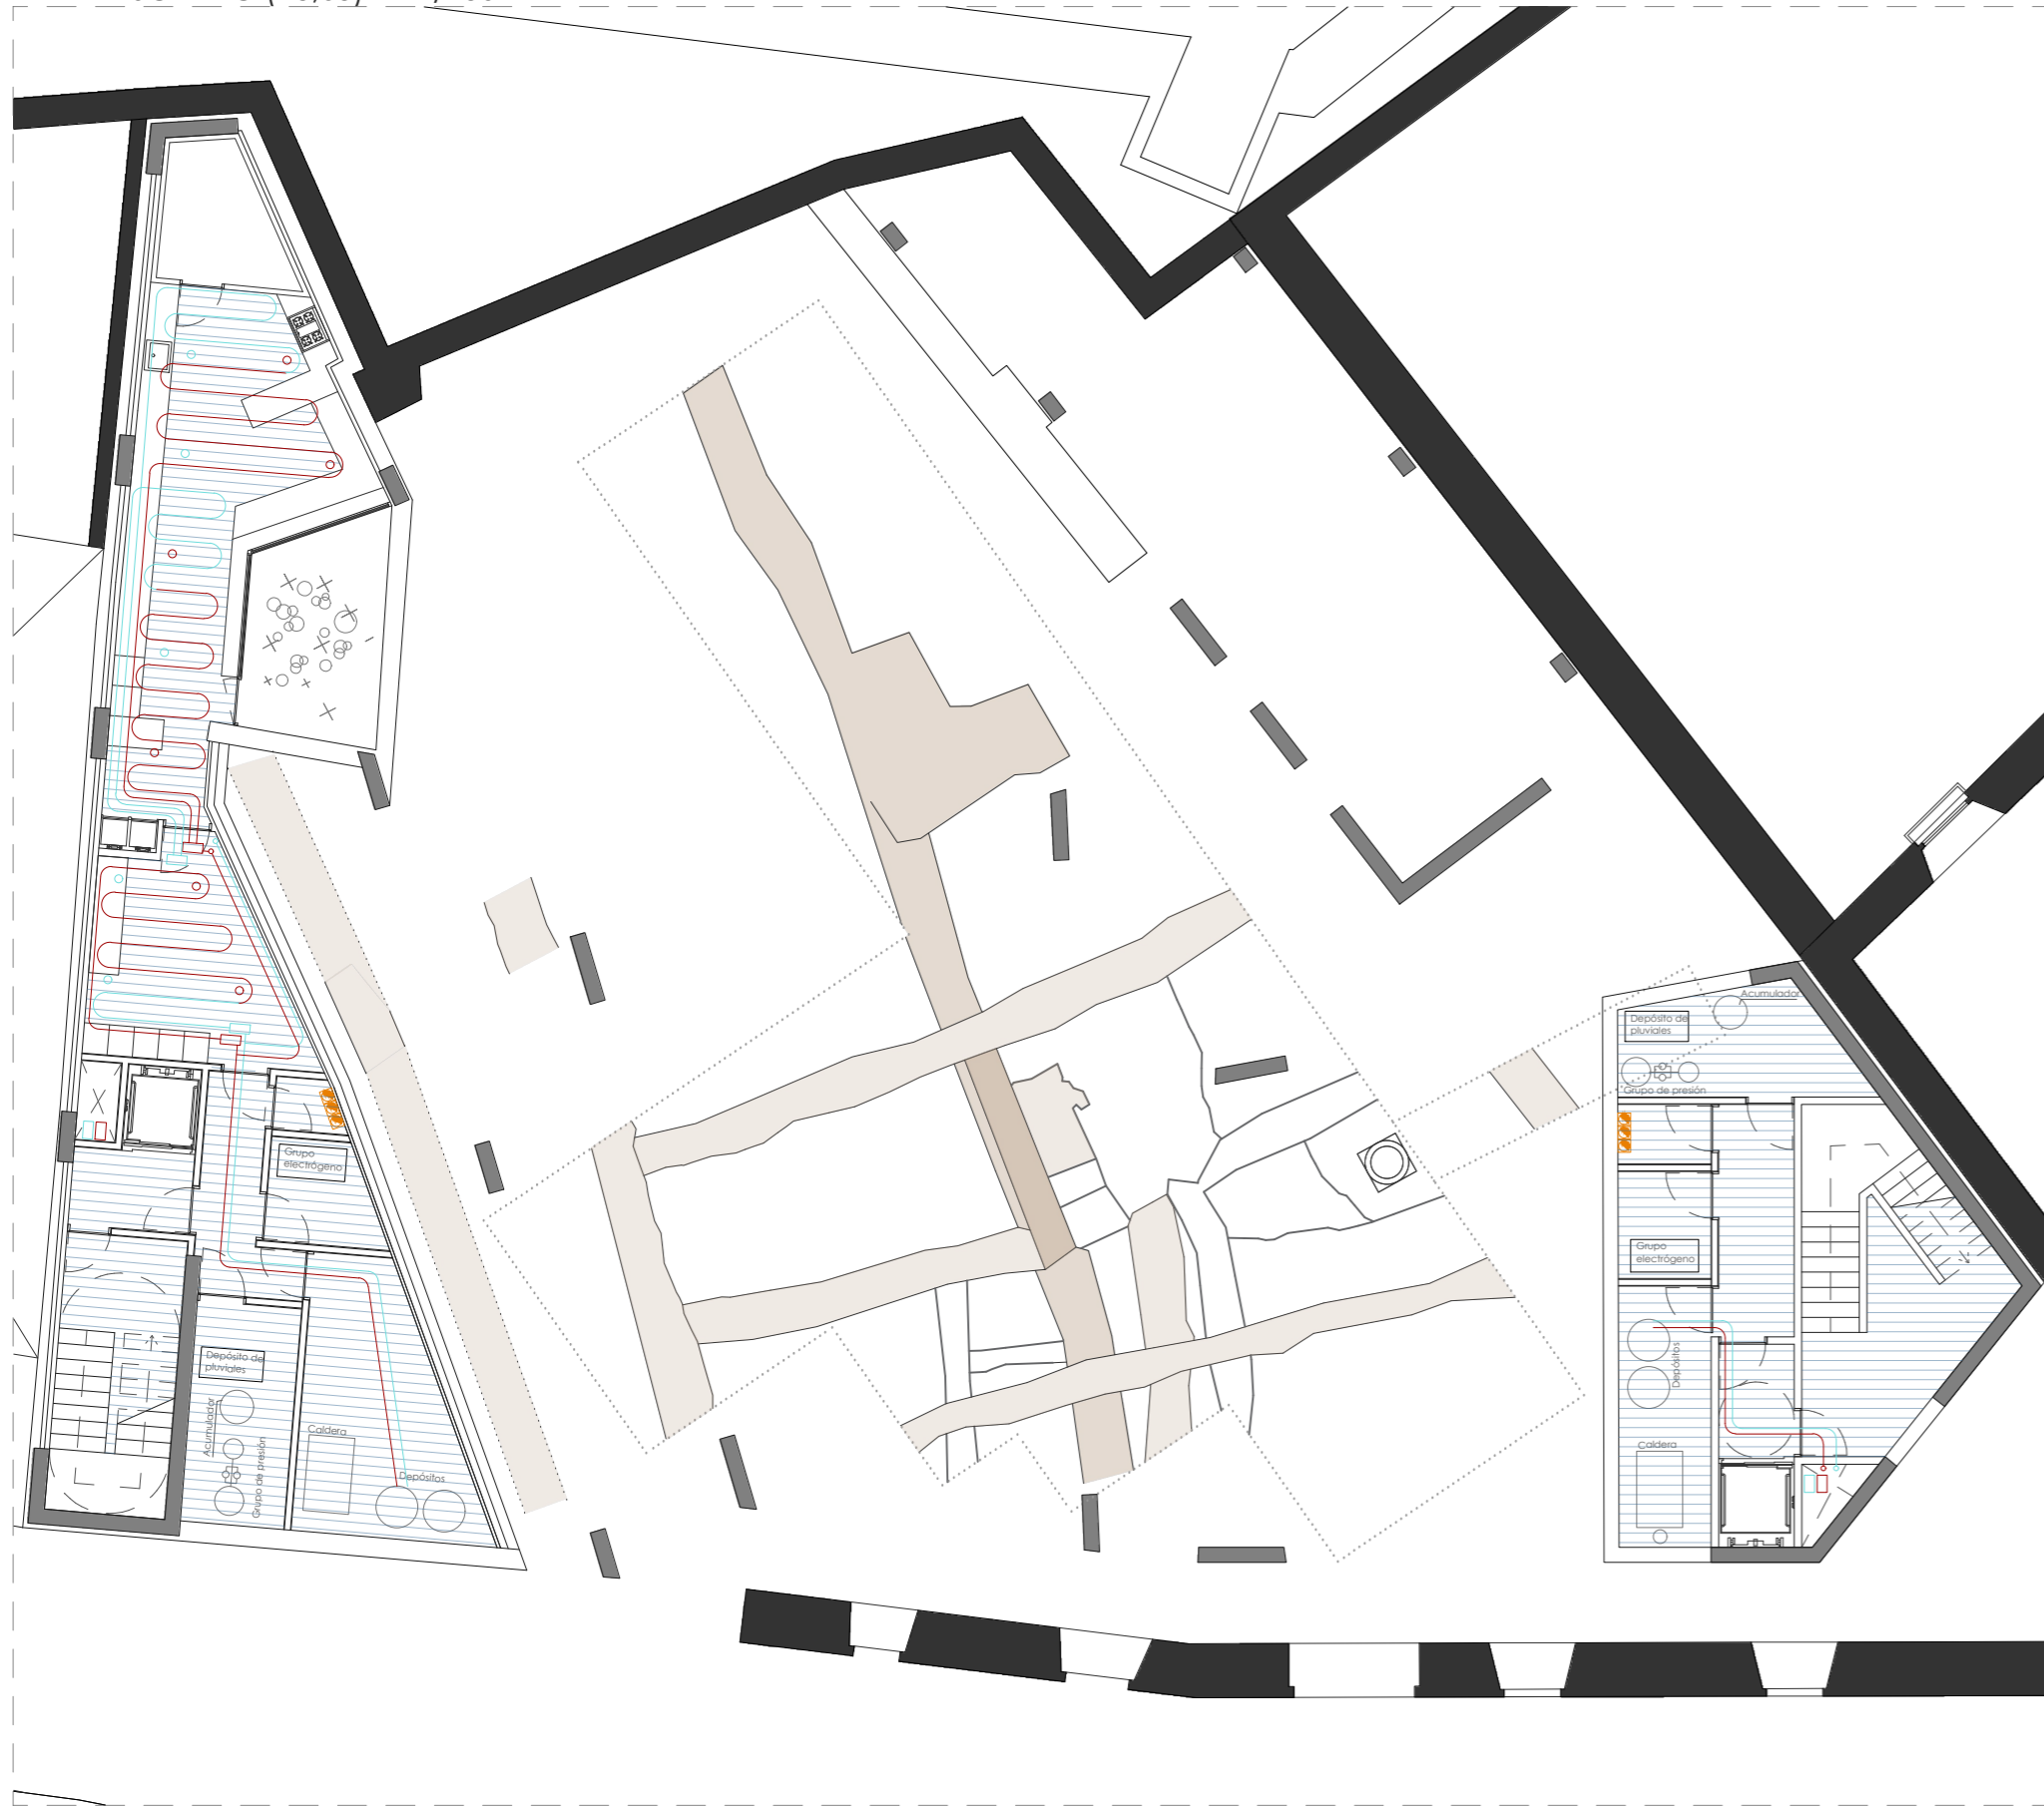 Grupo
electrógeno
Depósito de
pluviales
Acumulador
Grupo de presión
Caldera
Depósitos
Acumulador
Depósito de
pluviales
Grupo de presión
Grupo
electrógeno
Depósitos
Caldera